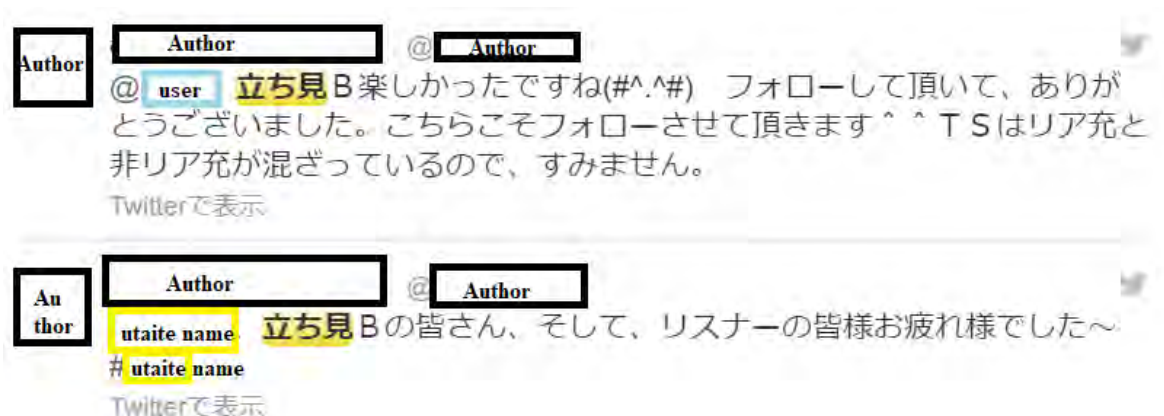 Author
Author @ Author
@ user 立ち見B楽しかったですね(#^.^#) フォローして頂いて、ありが
とうございました。こちらこそフォローさせて頂きます＾＾ＴＳはリア充と
非リア充が混ざっているので、すみません。
Twitterで表示
Au
thor
Author @ Author
utaite name 立ち見Bの皆さん、そして、リスナーの皆様お疲れ様でした～
# utaite name
Twitterで表示